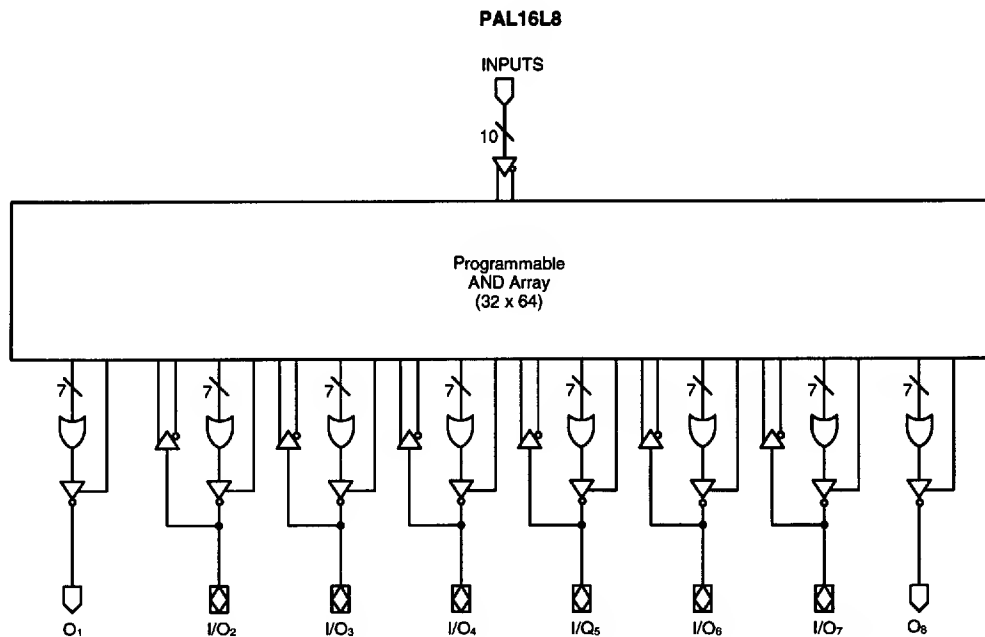 PAL16L8
INPUTS
10
Programmable
AND Array
(32 x 64)
7 7 7 7 7 7 7 7
O1 I/O2 I/O3 I/O4 I/Q5 I/O6 I/O7 O8